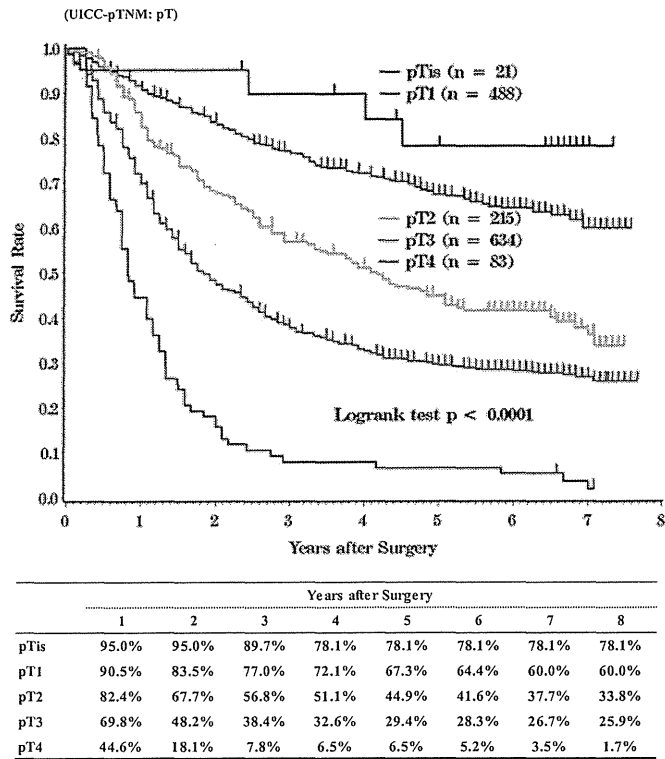 (UICC-pTNM: pT)
1.0
0.9
0.8
0.7
0.6
0.5
0.4
0.3
0.2
0.1
0.0
Survival Rate
pTis (n = 21)
pT1 (n = 488)
pT2 (n = 215)
pT3 (n = 634)
pT4 (n = 83)
Logrank test p < 0.0001
0 1 2 3 4 5 6 7 8
Years after Surgery
Years after Surgery
1 2 3 4 5 6 7 8
pTis 95.0% 95.0% 89.7% 78.1% 78.1% 78.1% 78.1% 78.1%
pT1 90.5% 83.5% 77.0% 72.1% 67.3% 64.4% 60.0% 60.0%
pT2 82.4% 67.7% 56.8% 51.1% 44.9% 41.6% 37.7% 33.8%
pT3 69.8% 48.2% 38.4% 32.6% 29.4% 28.3% 26.7% 25.9%
pT4 44.6% 18.1% 7.8% 6.5% 6.5% 5.2% 3.5% 1.7%